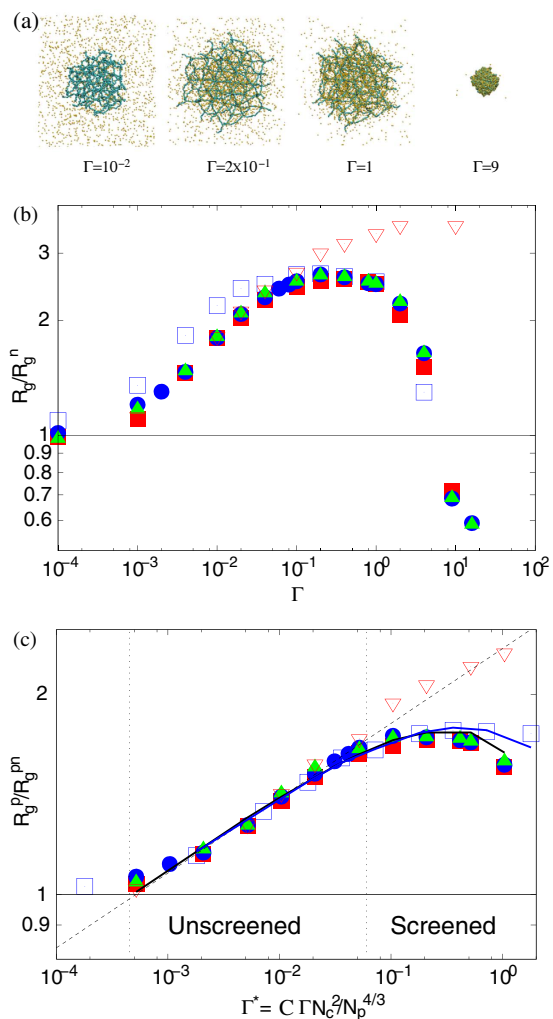 (a)
Γ=10⁻² Γ=2x10⁻¹ Γ=1 Γ=9
(b)
3
2
1
0.9
0.8
0.7
0.6
R_g/R_g^n
10⁻⁴ 10⁻³ 10⁻² 10⁻¹ 10⁰ 10¹ 10²
Γ
(c)
2
1
0.9
R_g^p/R_g^pn
Unscreened Screened
10⁻⁴ 10⁻³ 10⁻² 10⁻¹ 10⁰
Γ* = C Γ N_c²/N_p^4/3